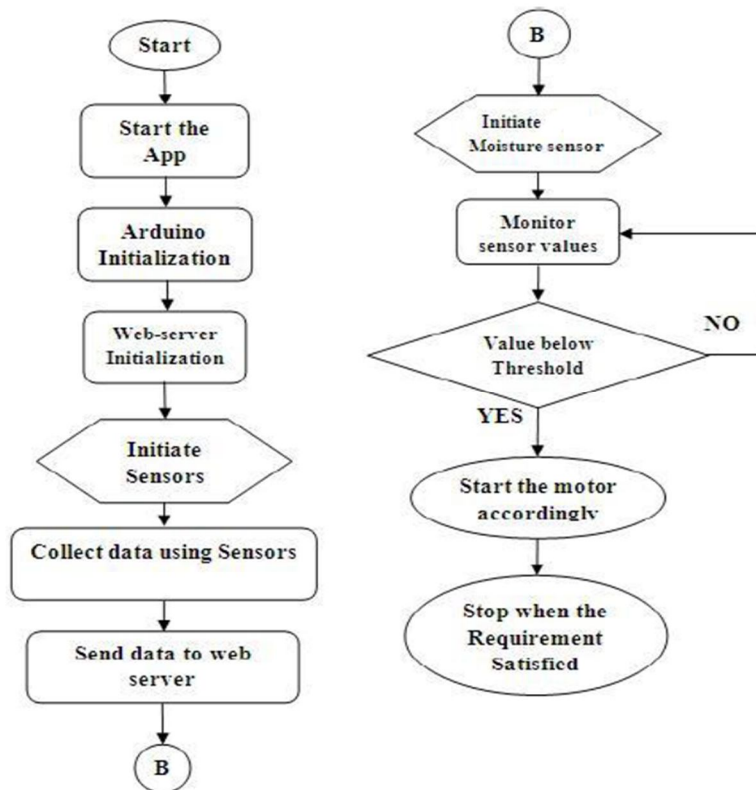 Start
Start the
App
Arduino
Initialization
Web-server
Initialization
Initiate
Sensors
Collect data using Sensors
Send data to web
server
B
B
Initiate
Moisture sensor
Monitor
sensor values
Value below
Threshold
NO
YES
Start the motor
accordingly
Stop when the
Requirement
Satisfied